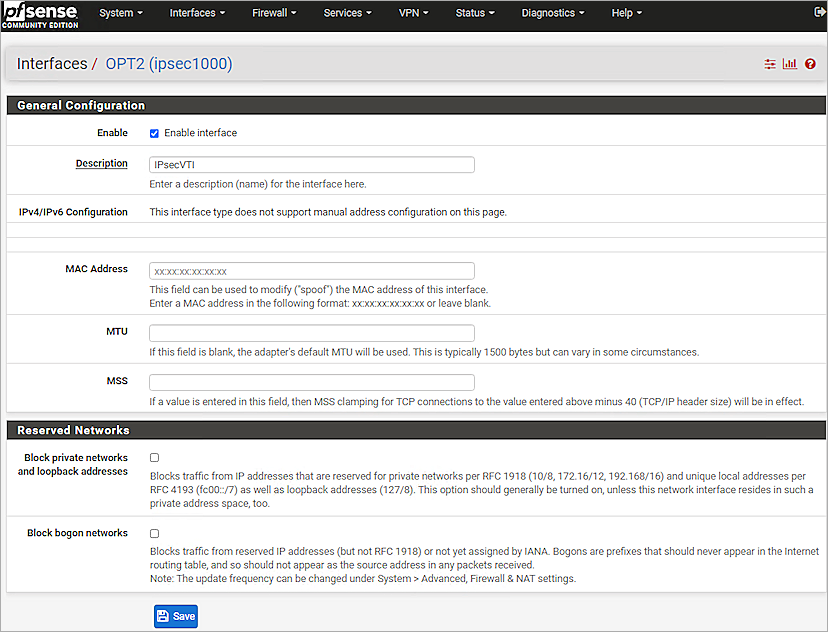 pfsense
COMMUNITY EDITION
System Interfaces Firewall Services VPN Status Diagnostics Help
Interfaces / OPT2 (ipsec1000)
General Configuration
Enable Enable interface
Description IPsecVTI
Enter a description (name) for the interface here.
IPv4/IPv6 Configuration This interface type does not support manual address configuration on this page.
MAC Address xx:xx:xx:xx:xx:xx
This field can be used to modify ("spoof") the MAC address of this interface.
Enter a MAC address in the following format: xx:xx:xx:xx:xx:xx or leave blank.
MTU
If this field is blank, the adapter's default MTU will be used. This is typically 1500 bytes but can vary in some circumstances.
MSS
If a value is entered in this field, then MSS clamping for TCP connections to the value entered above minus 40 (TCP/IP header size) will be in effect.
Reserved Networks
Block private networks
and loopback addresses
Blocks traffic from IP addresses that are reserved for private networks per RFC 1918 (10/8, 172.16/12, 192.168/16) and unique local addresses per
RFC 4193 (fc00::/7) as well as loopback addresses (127/8). This option should generally be turned on, unless this network interface resides in such a
private address space, too.
Block bogon networks
Blocks traffic from reserved IP addresses (but not RFC 1918) or not yet assigned by IANA. Bogons are prefixes that should never appear in the Internet
routing table, and so should not appear as the source address in any packets received.
Note: The update frequency can be changed under System > Advanced, Firewall & NAT settings.
Save